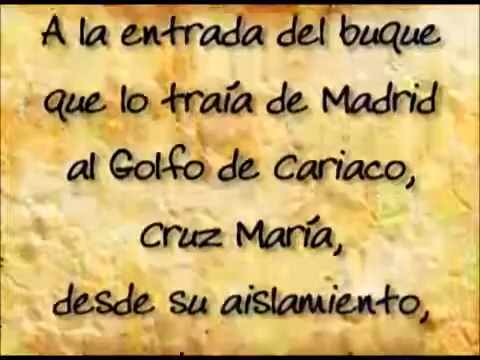 A la entrada del buque
que lo traía de Madrid
al Golfo de Cariaco,
Cruz María,
desde su aislamiento,